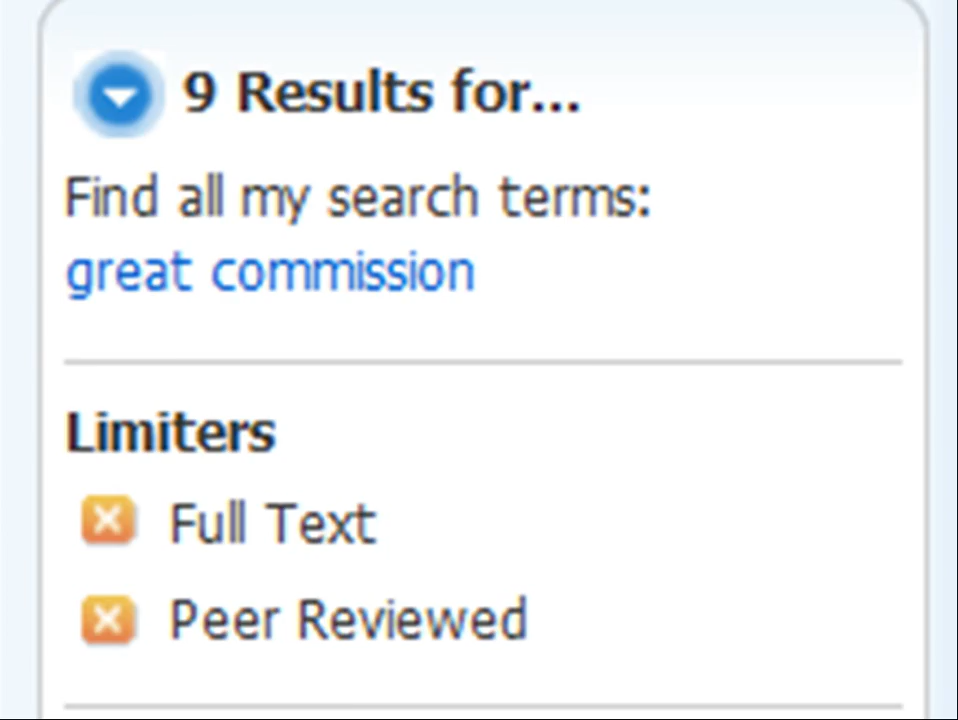 9 Results for...
Find all my search terms:
great commission
Limiters
Full Text
Peer Reviewed